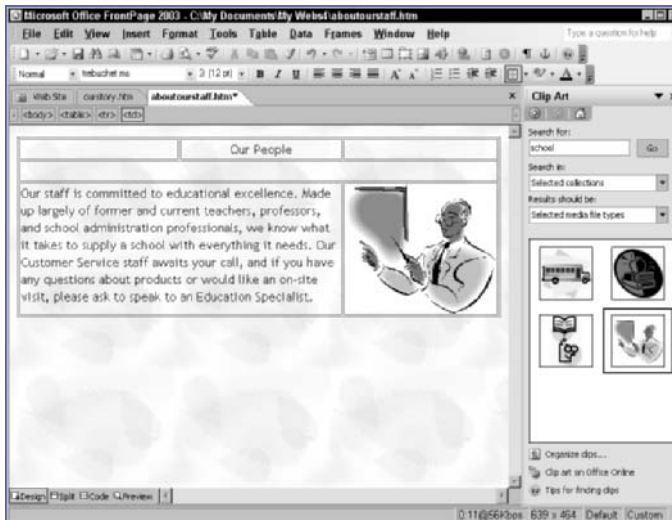 Microsoft Office FrontPage 2003 - C:\My Documents\My Webs4\aboutourstaff.htm
File Edit View Insert Format Tools Table Data Frames Window Help
Type a question for help
Normal trebuchet ms 3 (12 pt) B I U A A A
Web Site ourstory.htm aboutourstaff.htm*
<body> <table> <tr> <td>
Our People
Our staff is committed to educational excellence. Made
up largely of former and current teachers, professors,
and school administration professionals, we know what
it takes to supply a school with everything it needs. Our
Customer Service staff awaits your call, and if you have
any questions about products or would like an on-site
visit, please ask to speak to an Education Specialist.
Design Split Code Preview
Clip Art
Search for:
school Go
Search in:
Selected collections
Results should be:
Selected media file types
Organize clips...
Clip art on Office Online
Tips for finding clips
0:11@56Kbps 639 x 464 Default Custom